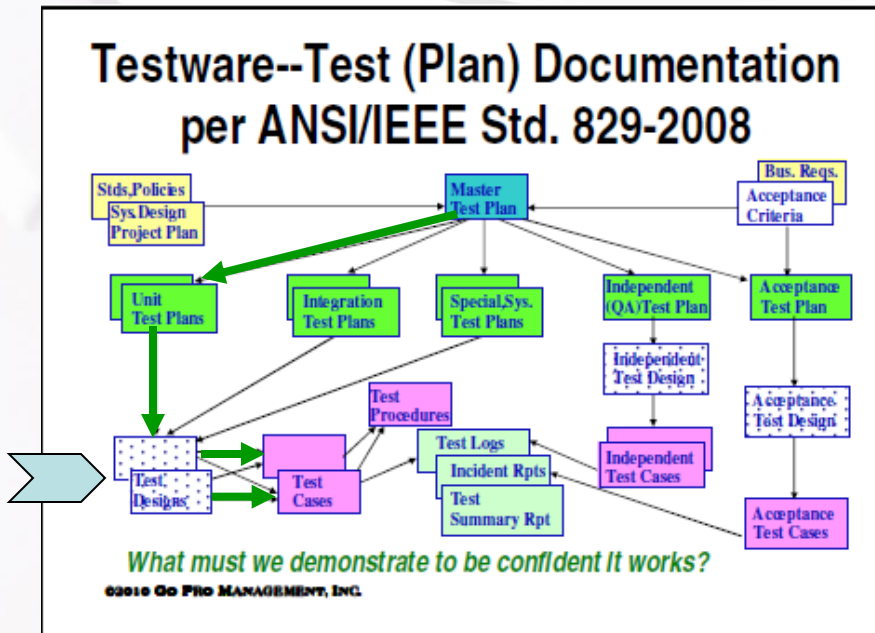 Testware--Test (Plan) Documentation
per ANSI/IEEE Std. 829-2008
Stds,Policies
Sys.Design
Project Plan
Master
Test Plan
Bus. Reqs.
Acceptance
Criteria
Unit
Test Plans
Integration
Test Plans
Special,Sys.
Test Plans
Independent
(QA)Test Plan
Acceptance
Test Plan
Independent
Test Design
Acceptance
Test Design
Test
Procedures
Test
Designs
Test
Cases
Test Logs
Incident Rpts
Test
Summary Rpt
Independent
Test Cases
Acceptance
Test Cases
What must we demonstrate to be confident it works?
©2010 GO PRO MANAGEMENT, INC.